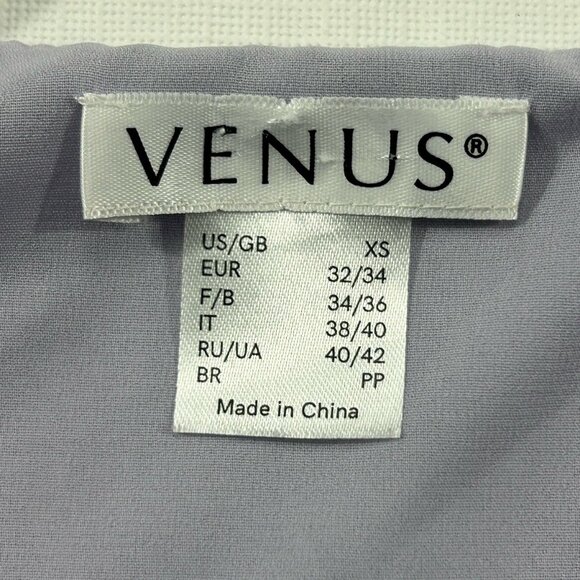 VENUS®
US/GB XS
EUR 32/34
F/B 34/36
IT 38/40
RU/UA 40/42
BR PP
Made in China